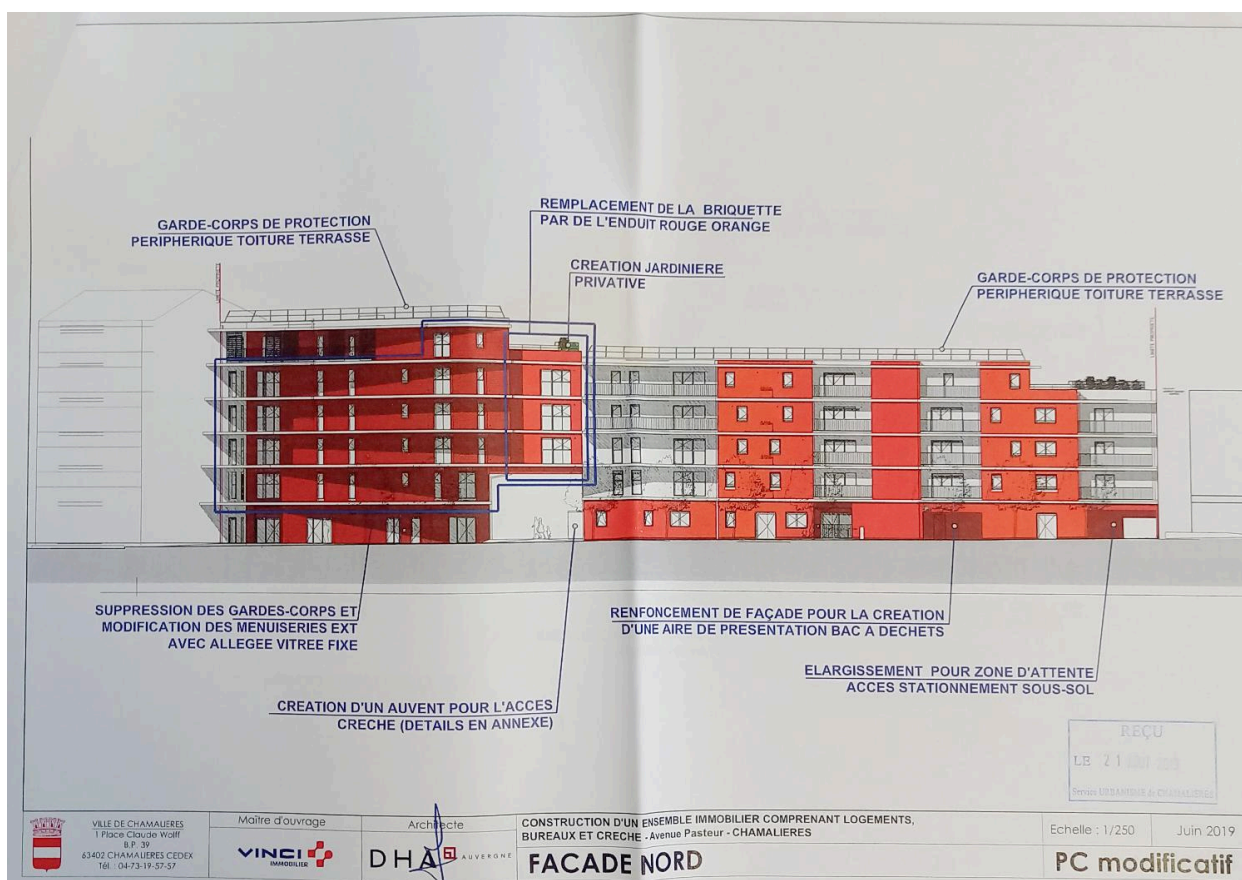 GARDE-CORPS DE PROTECTION
PERIPHERIQUE TOITURE TERRASSE
REMPLACEMENT DE LA BRIQUETTE
PAR DE L'ENDUIT ROUGE ORANGE
CREATION JARDINIERE
PRIVATIVE
GARDE-CORPS DE PROTECTION
PERIPHERIQUE TOITURE TERRASSE
SUPPRESSION DES GARDES-CORPS ET
MODIFICATION DES MENUISERIES EXT
AVEC ALLEGEE VITREE FIXE
RENFONCEMENT DE FAÇADE POUR LA CREATION
D'UNE AIRE DE PRESENTATION BAC A DECHETS
ELARGISSEMENT POUR ZONE D'ATTENTE
ACCES STATIONNEMENT SOUS-SOL
CREATION D'UN AUVENT POUR L'ACCES
CRECHE (DETAILS EN ANNEXE)
REÇU
LE 21
Service URBANISME de CHAMALIERES
VILLE DE CHAMALIERES
1 Place Claude Wolff
B.P. 39
63402 CHAMALIERES CEDEX
Tél. : 04-73-19-57-57
Maître d'ouvrage
VINCI
IMMOBILIER
Architecte
DHA AUVERGNE
CONSTRUCTION D'UN ENSEMBLE IMMOBILIER COMPRENANT LOGEMENTS,
BUREAUX ET CRECHE - Avenue Pasteur - CHAMALIERES
FACADE NORD
Echelle : 1/250
Juin 2019
PC modificatif